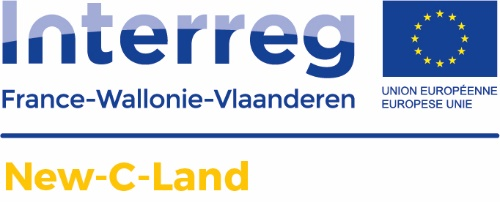 Interreg
France-Wallonie-Vlaanderen
UNION EUROPÉENNE
EUROPESE UNIE
New-C-Land